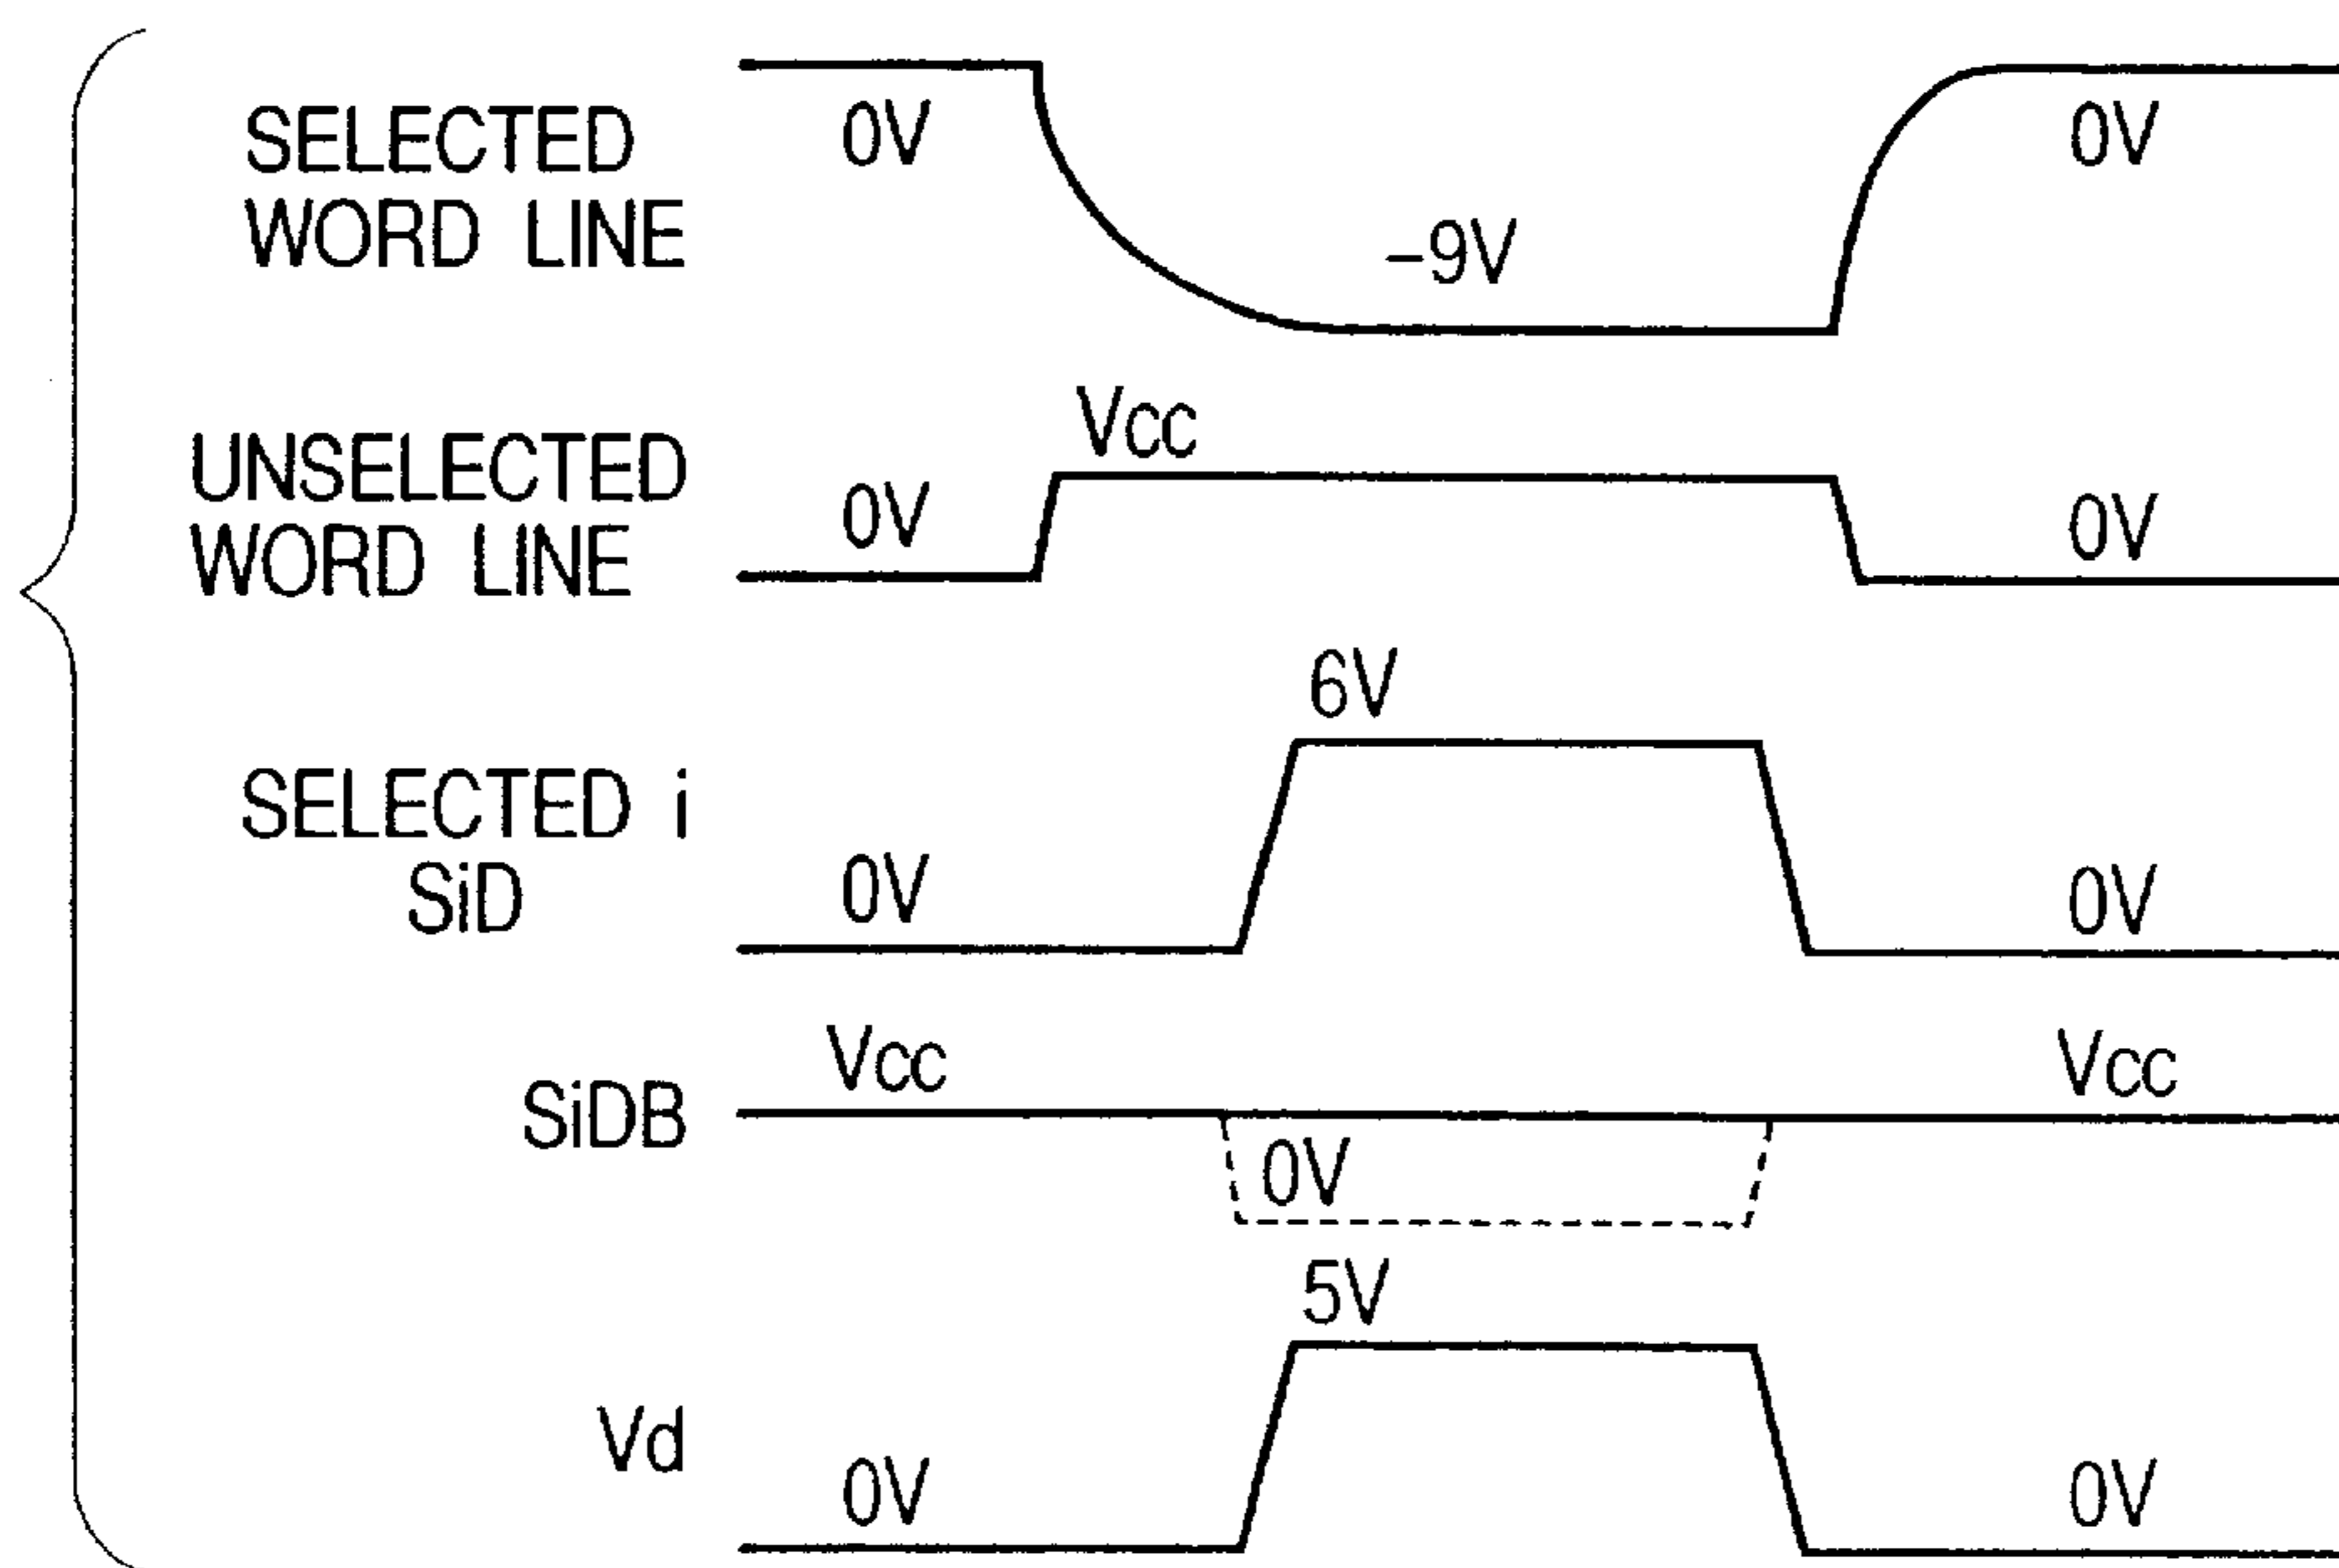 SELECTED
WORD LINE
0V
-9V
0V
UNSELECTED
WORD LINE
0V
Vcc
0V
SELECTED i
SiD
0V
6V
0V
SiDB
Vcc
0V
Vcc
Vd
0V
5V
0V